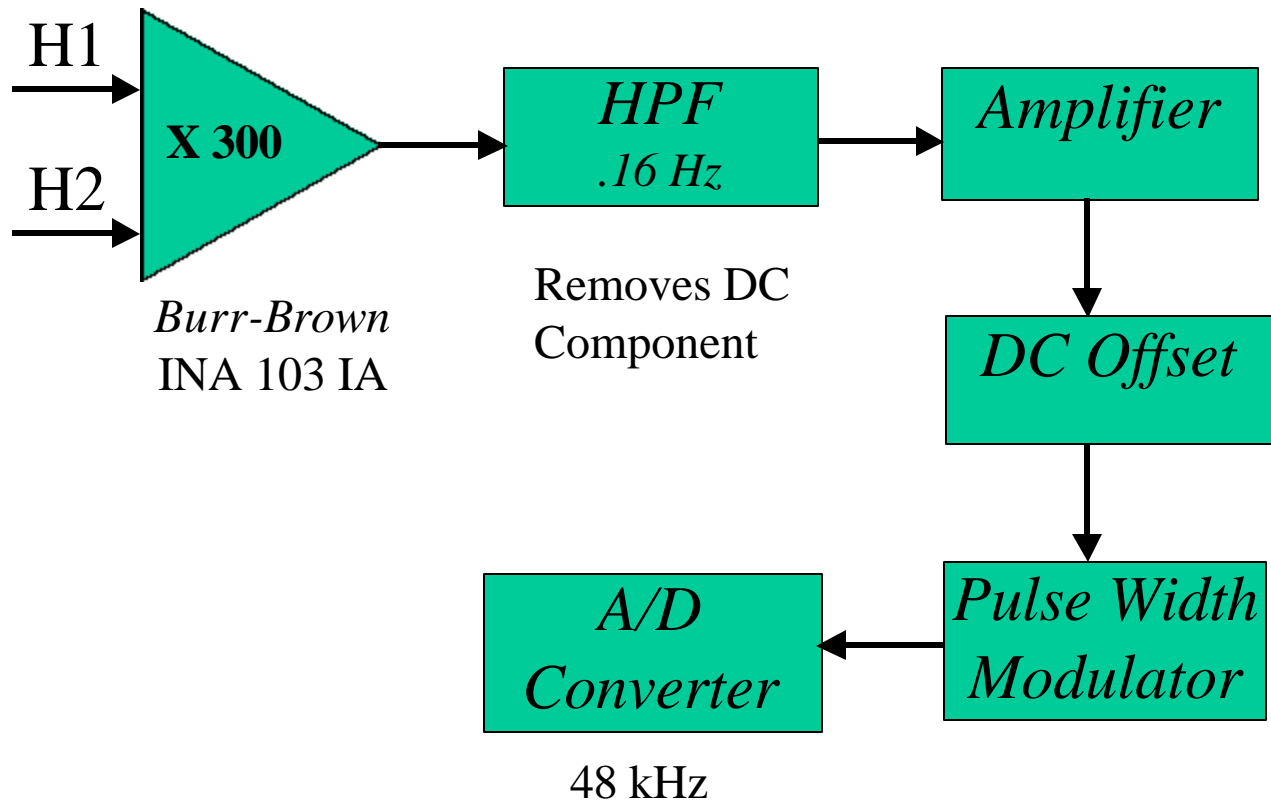 H1
H2
X 300
Burr-Brown
INA 103 IA
HPF
.16 Hz
Removes DC
Component
Amplifier
DC Offset
Pulse Width
Modulator
A/D
Converter
48 kHz